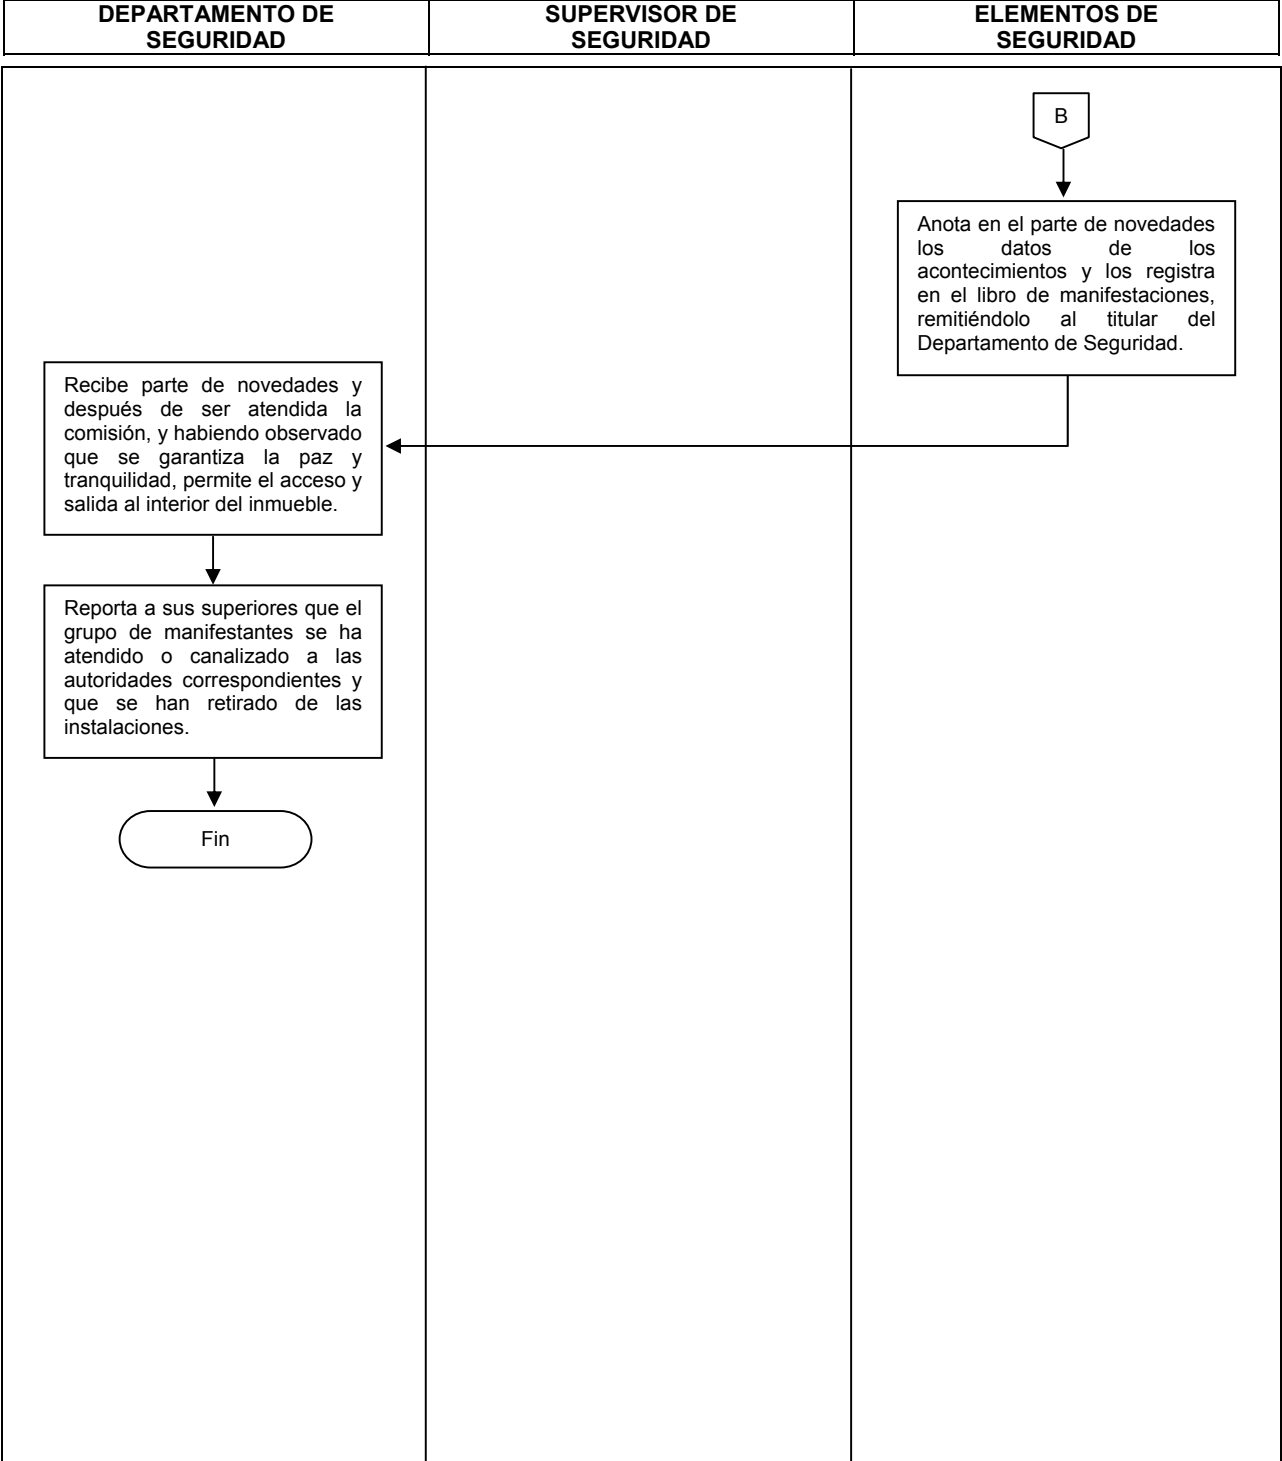 DEPARTAMENTO DE
SEGURIDAD
SUPERVISOR DE
SEGURIDAD
ELEMENTOS DE
SEGURIDAD
B
Anota en el parte de novedades
los datos de los
acontecimientos y los registra
en el libro de manifestaciones,
remitiéndolo al titular del
Departamento de Seguridad.
Recibe parte de novedades y
después de ser atendida la
comisión, y habiendo observado
que se garantiza la paz y
tranquilidad, permite el acceso y
salida al interior del inmueble.
Reporta a sus superiores que el
grupo de manifestantes se ha
atendido o canalizado a las
autoridades correspondientes y
que se han retirado de las
instalaciones.
Fin